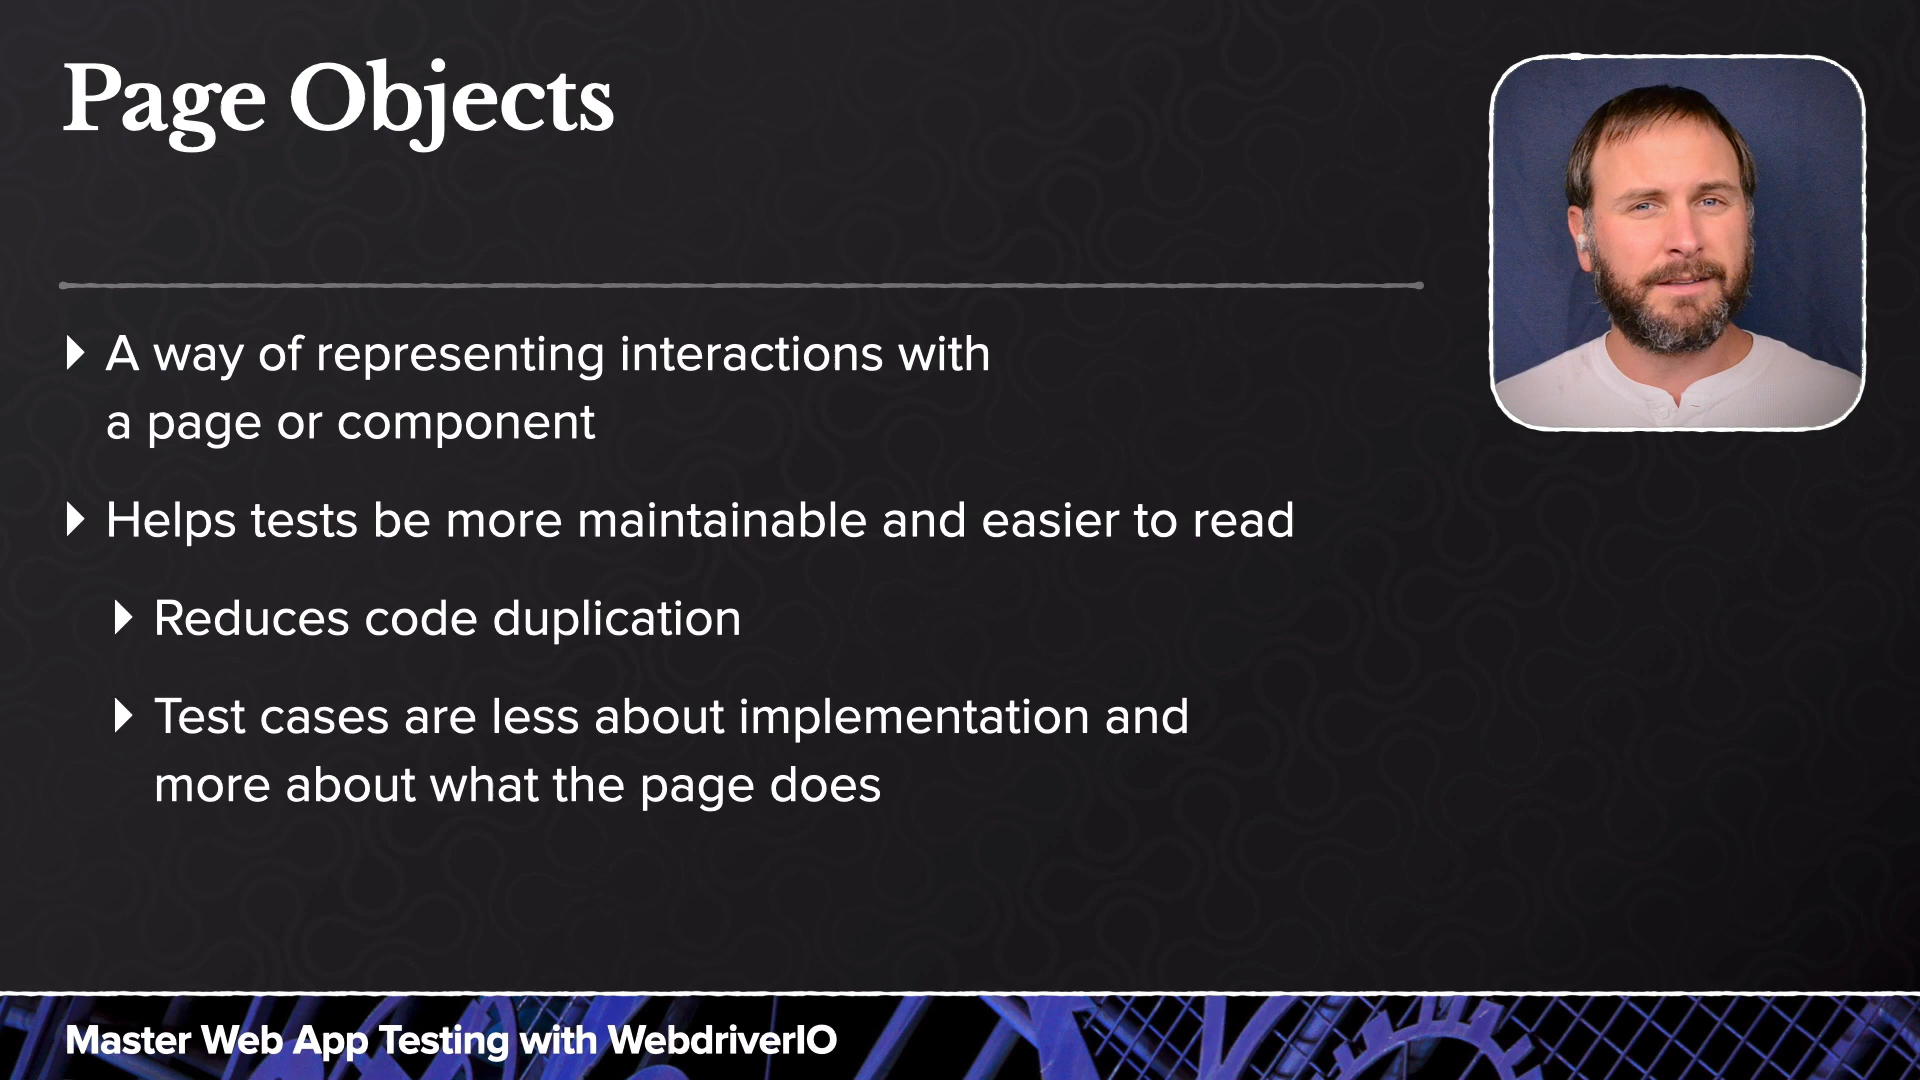 Page Objects
A way of representing interactions with
a page or component
Helps tests be more maintainable and easier to read
Reduces code duplication
Test cases are less about implementation and
more about what the page does
Master Web App Testing with WebdriverIO